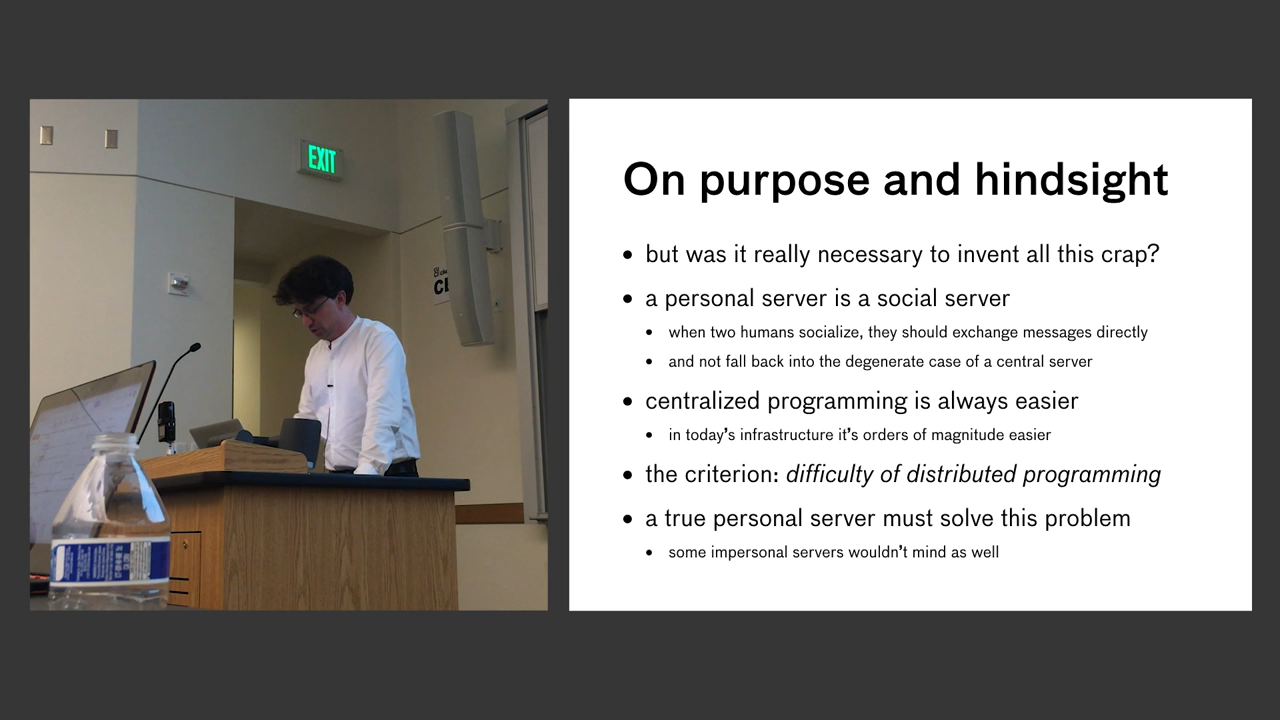 EXIT
On purpose and hindsight
• but was it really necessary to invent all this crap?
• a personal server is a social server
• when two humans socialize, they should exchange messages directly
• and not fall back into the degenerate case of a central server
• centralized programming is always easier
• in today’s infrastructure it’s orders of magnitude easier
• the criterion: difficulty of distributed programming
• a true personal server must solve this problem
• some impersonal servers wouldn’t mind as well